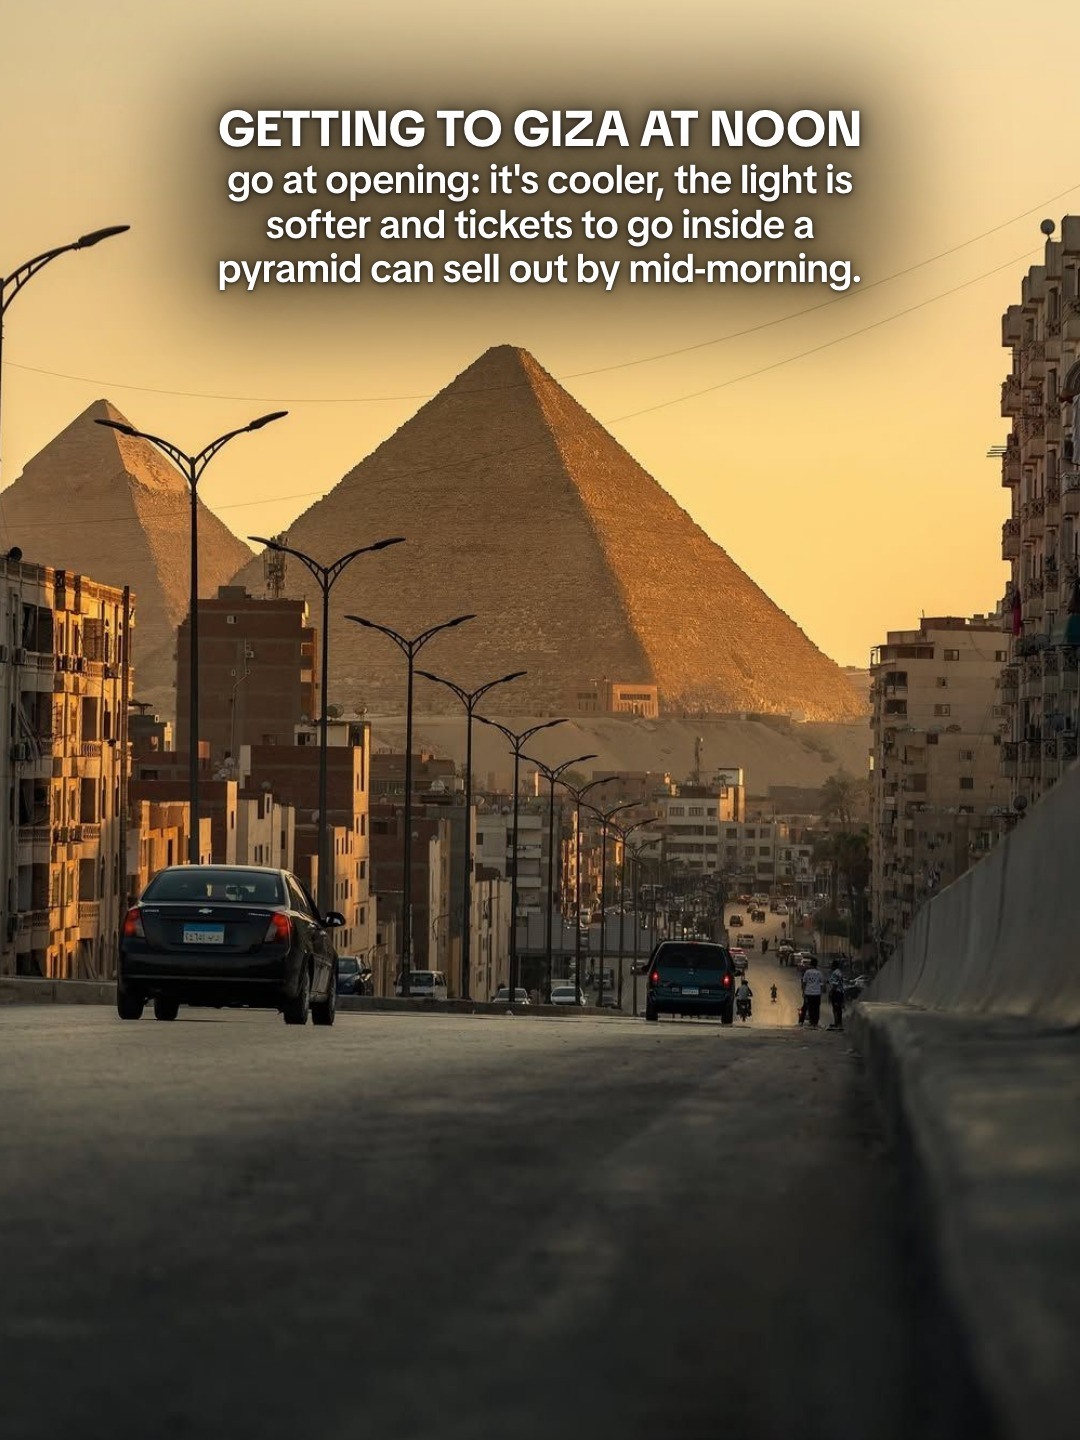 GETTING TO GIZA AT NOON
go at opening: it's cooler, the light is
softer and tickets to go inside a
pyramid can sell out by mid-morning.